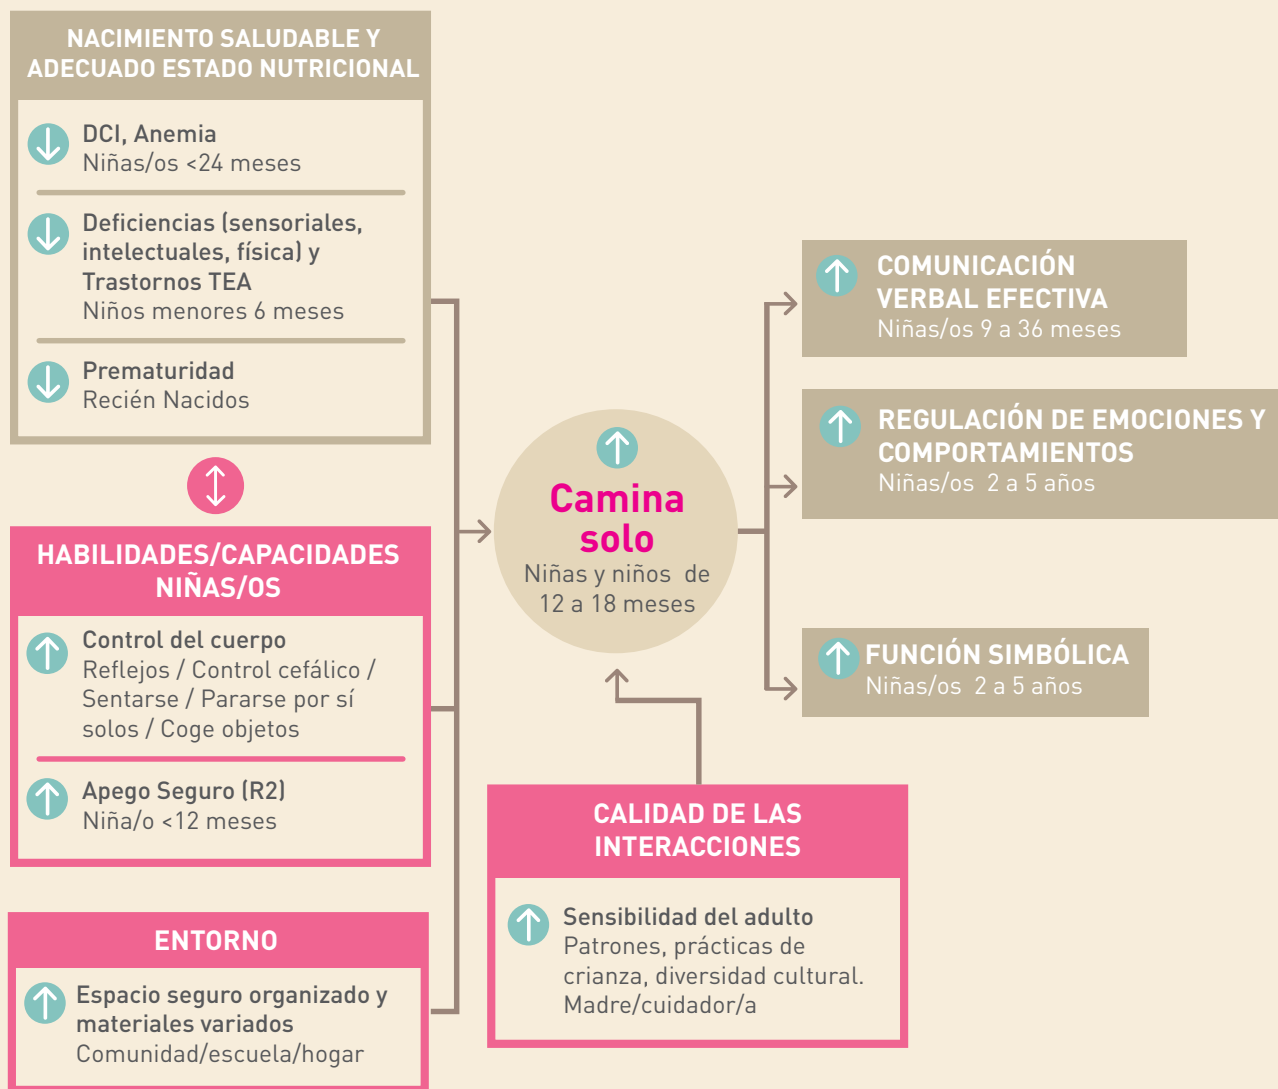 NACIMIENTO SALUDABLE Y
ADECUADO ESTADO NUTRICIONAL
DCI, Anemia
Niñas/os <24 meses
Deficiencias (sensoriales,
intelectuales, física) y
Trastornos TEA
Niños menores 6 meses
Prematuridad
Recién Nacidos
HABILIDADES/CAPACIDADES
NIÑAS/OS
Control del cuerpo
Reflejos / Control cefálico /
Sentarse / Pararse por sí
solos / Coge objetos
Apego Seguro (R2)
Niña/o <12 meses
ENTORNO
Espacio seguro organizado y
materiales variados
Comunidad/escuela/hogar
Camina
solo
Niñas y niños de
12 a 18 meses
CALIDAD DE LAS
INTERACCIONES
Sensibilidad del adulto
Patrones, prácticas de
crianza, diversidad cultural.
Madre/cuidador/a
COMUNICACIÓN
VERBAL EFECTIVA
Niñas/os 9 a 36 meses
REGULACIÓN DE EMOCIONES Y
COMPORTAMIENTOS
Niñas/os 2 a 5 años
FUNCIÓN SIMBÓLICA
Niñas/os 2 a 5 años